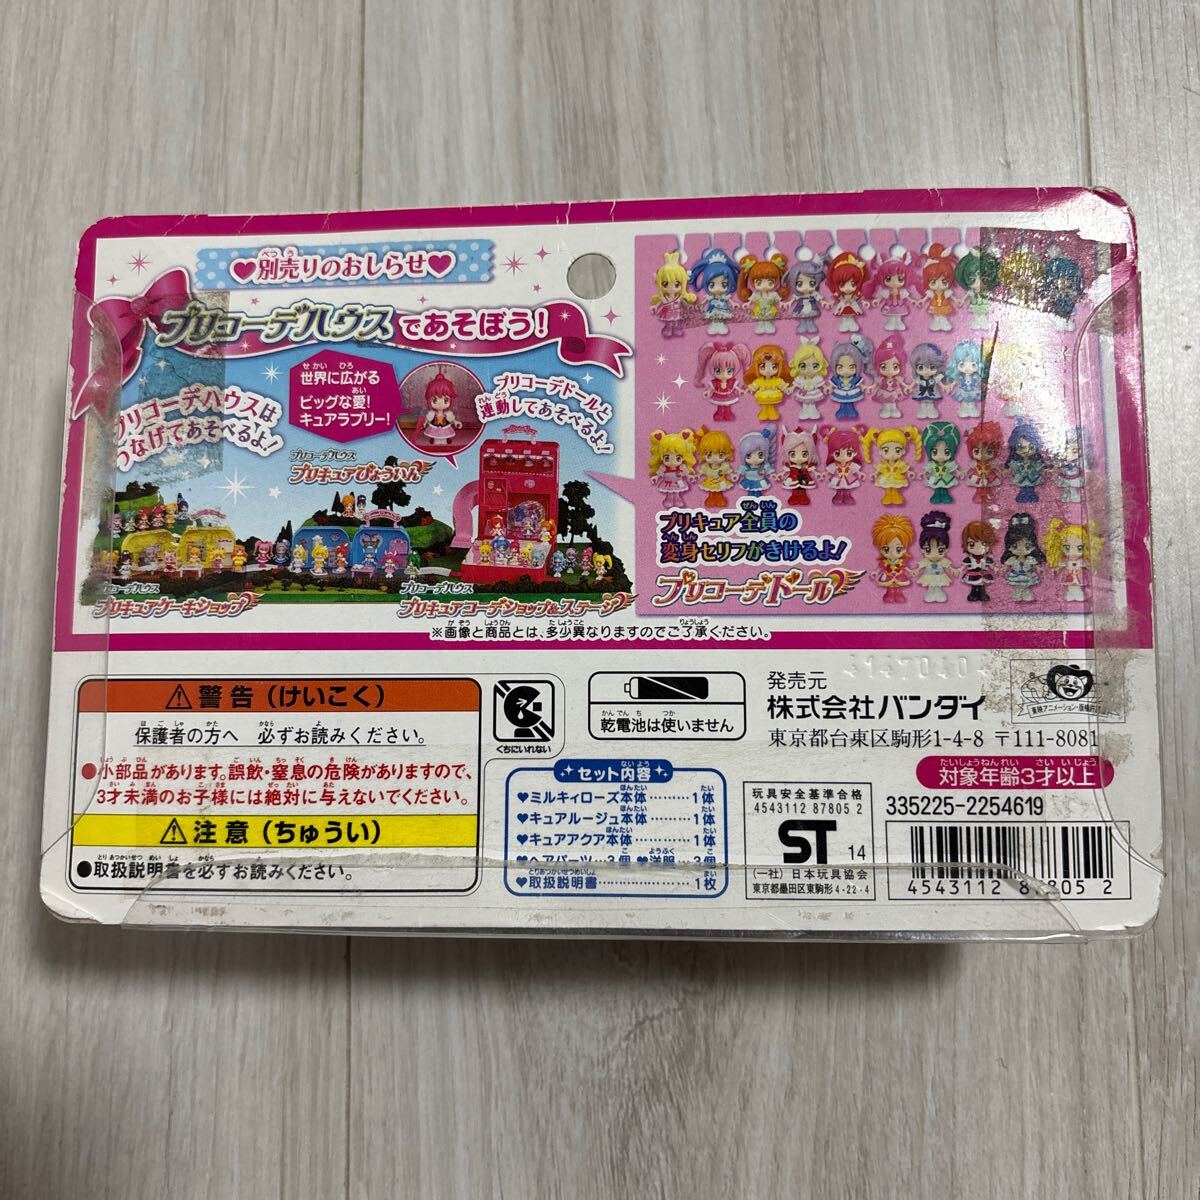 ♥別売りのおしらせ♥
プリコーデハウスであそぼう!
プリコーデハウスは
つなげてあそべるよ!
世界に広がる
ビッグな愛!
キュアラブリー!
プリコーデドールと
連動してあそべるよ!
プリコーデハウス
プリキュアびょういん
プリコーデハウス
プリキュアケーキショップ
プリコーデハウス
プリキュアコーデショップ&ステージ
プリキュア全員の
変身セリフがきけるよ!
プリコーデドール
※画像と商品とは、多少異なりますのでご了承ください。
警告(けいこく)
保護者の方へ 必ずお読みください。
●小部品があります。誤飲・窒息の危険がありますので、
3才未満のお子様には絶対に与えないでください。
注意(ちゅうい)
●取扱説明書を必ずお読みください。
くちにいれない
乾電池は使いません
セット内容
♥ミルキィローズ本体………1体
♥キュアルージュ本体………1体
♥キュアアクア本体…………1体
♥ヘアパーツ…3個 ♥洋服…3個
♥取扱説明書…………………1枚
発売元
株式会社バンダイ
東京都台東区駒形1-4-8 〒111-8081
対象年齢3才以上
玩具安全基準合格
4543112 87805 2
ST 14
(一社)日本玩具協会
東京都墨田区東駒形4-22-4
335225-2254619
4543112 87805 2